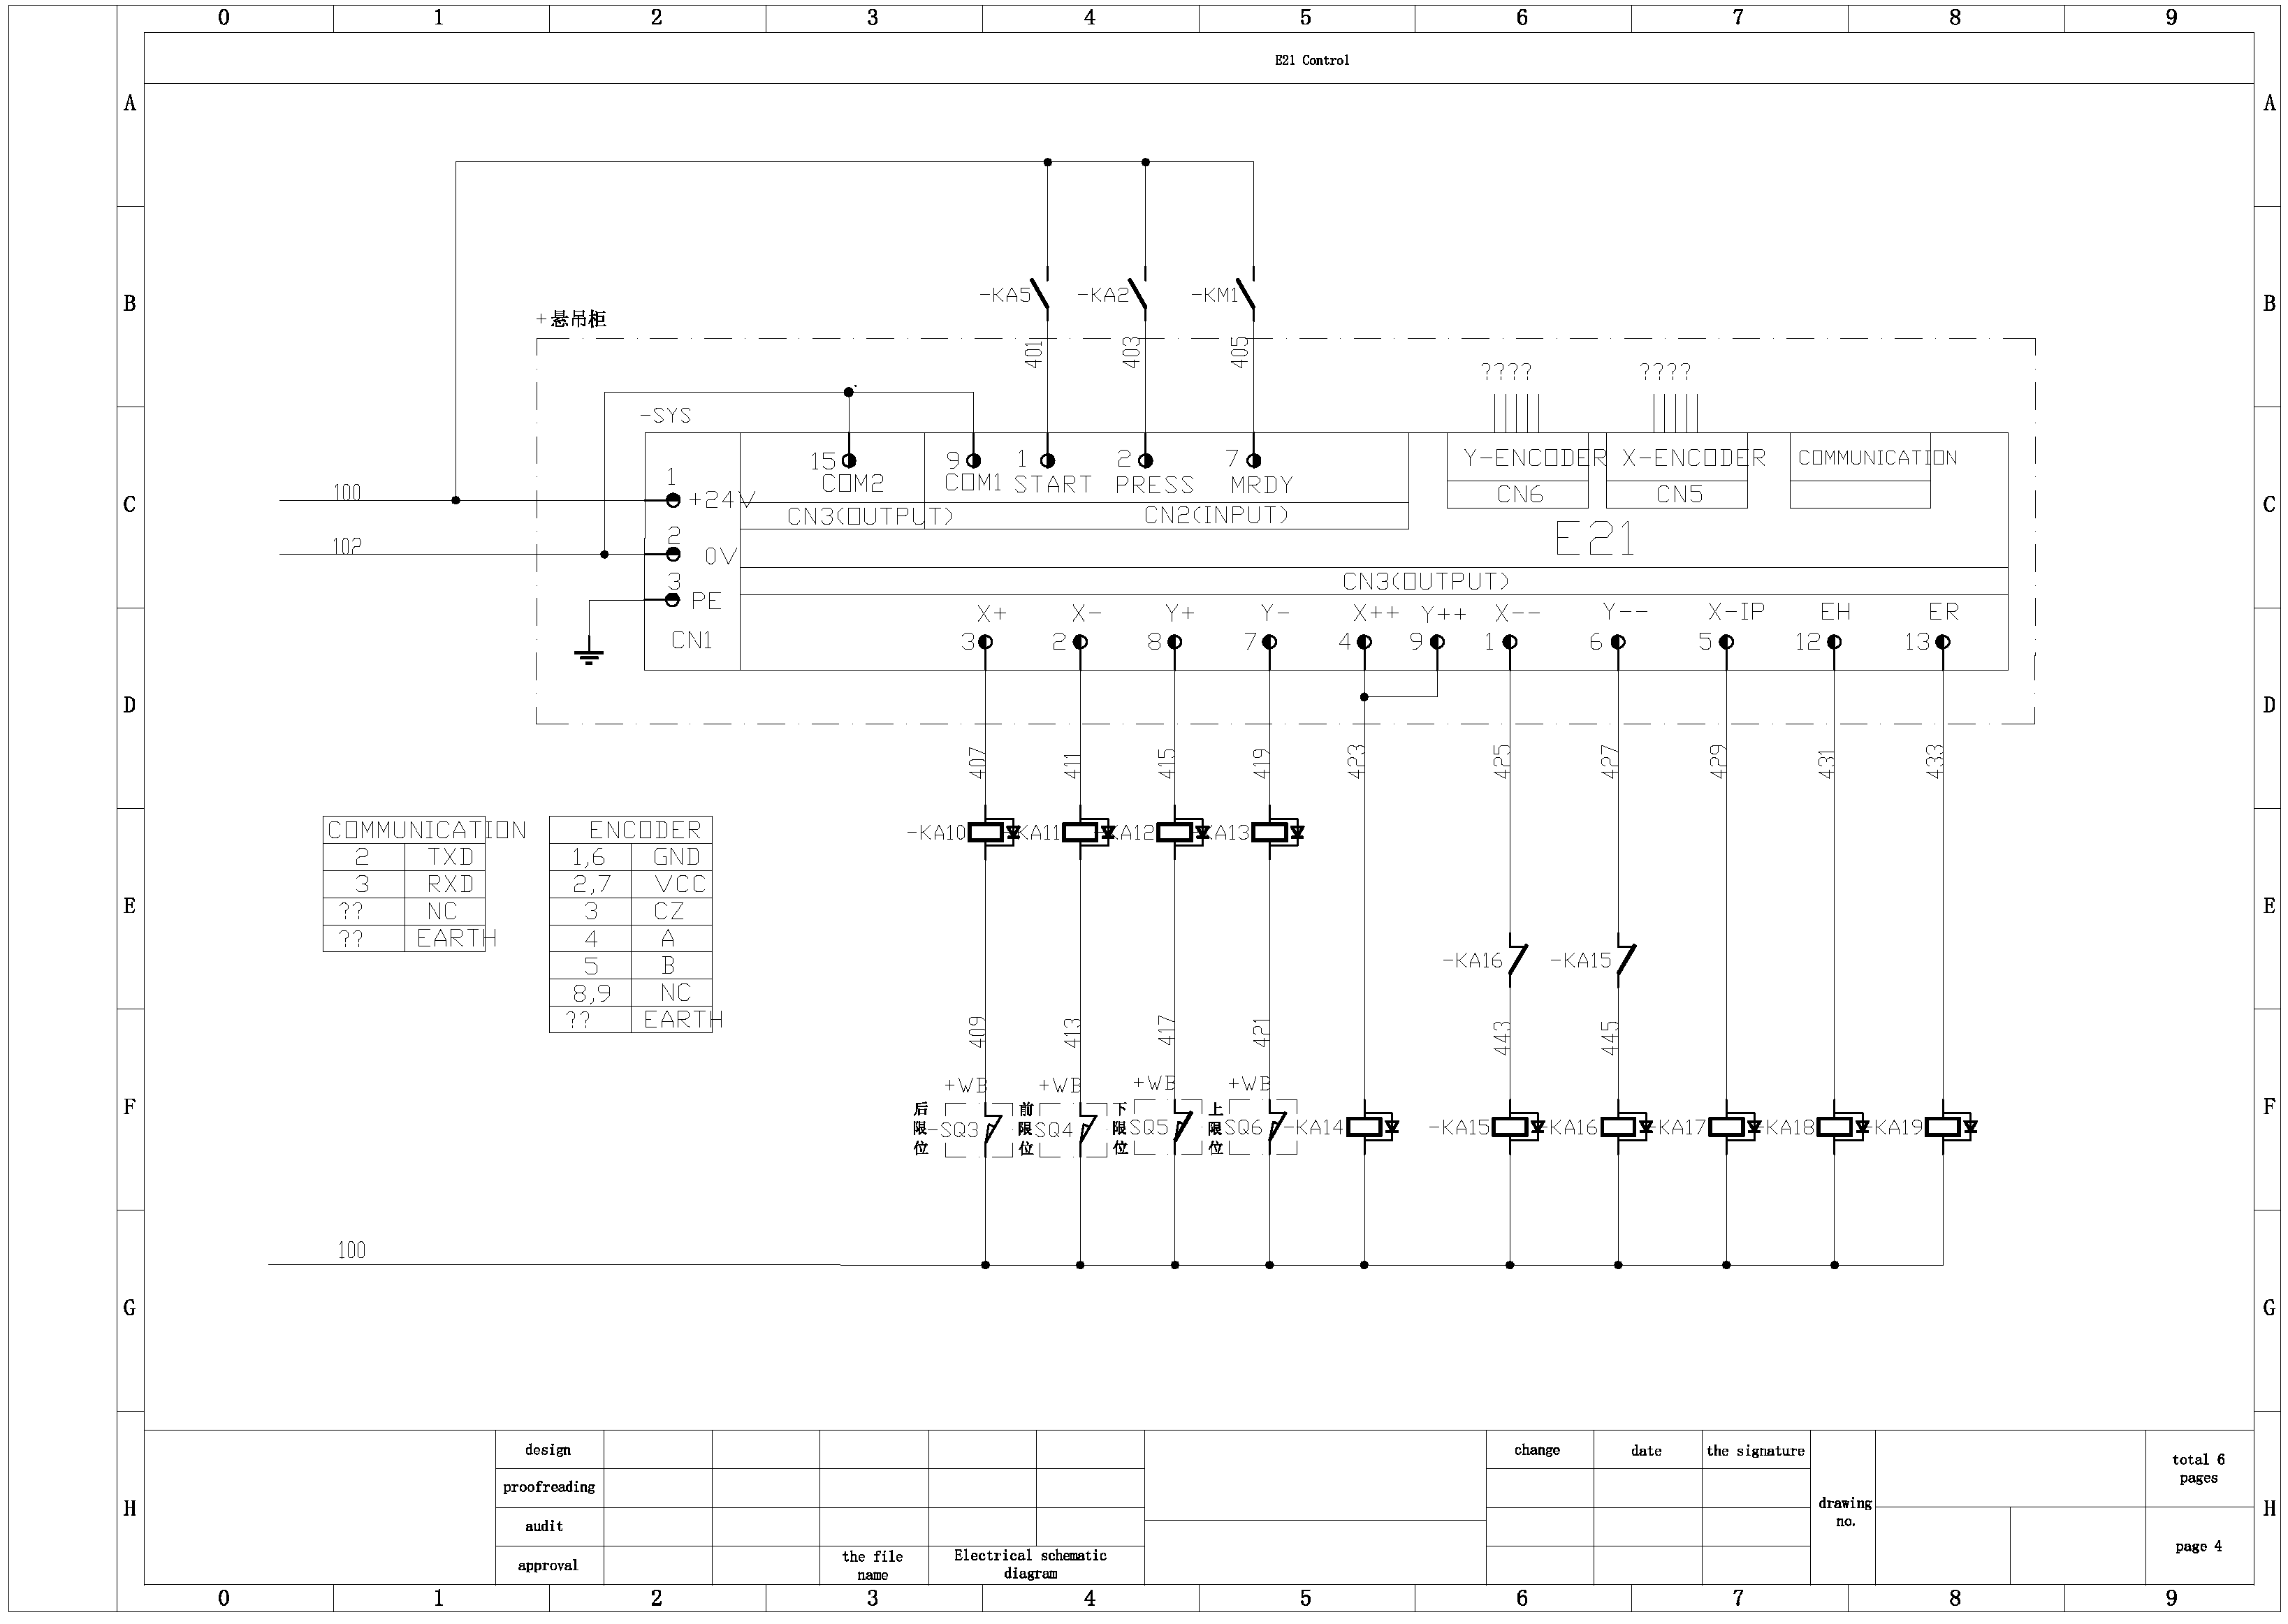 0 1 2 3 4 5 6 7 8 9
E21 Control
A A
B B
-KA5 -KA2 -KM1
+悬吊柜
401 403 405
???? ????
-SYS
1 15 9 1 2 7
COM2 COM1 START PRESS MRDY
Y-ENCODER X-ENCODER COMMUNICATION
CN6 CN5
100 +24V
CN3(OUTPUT) CN2(INPUT)
C C
E21
102 2 0V
CN3(OUTPUT)
3 PE
X+ X- Y+ Y- X++ Y++ X-- Y-- X-IP EH ER
CN1 3 2 8 7 4 9 1 6 5 12 13
D D
407 411 415 419 423 425 427 429 431 433
-KA10 -KA11 -KA12 -KA13
COMMUNICATION
2 TXD
3 RXD
?? NC
?? EARTH
ENCODER
1,6 GND
2,7 VCC
3 CZ
4 A
5 B
8,9 NC
?? EARTH
E E
-KA16 -KA15
409 413 417 421 443 445
+WB +WB +WB +WB
F F
后限位 -SQ3 前限位 SQ4 下限位 SQ5 上限位 SQ6 -KA14 -KA15 -KA16 -KA17 -KA18 -KA19
100
G G
design change date the signature
total 6
pages
proofreading
H H
drawing
no.
audit
page 4
approval
the file
name
Electrical schematic
diagram
0 1 2 3 4 5 6 7 8 9